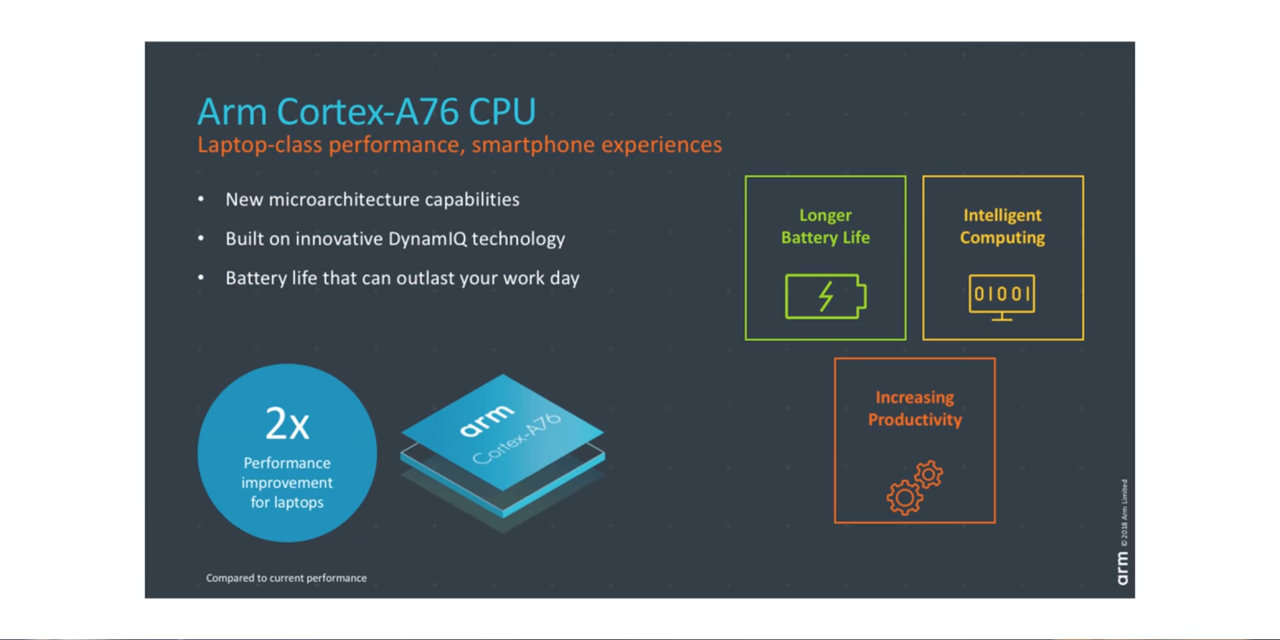 Arm Cortex-A76 CPU
Laptop-class performance, smartphone experiences
• New microarchitecture capabilities
• Built on innovative DynamIQ technology
• Battery life that can outlast your work day
Longer
Battery Life
Intelligent
Computing
01001
Increasing
Productivity
2x
Performance
improvement
for laptops
arm
Cortex-A76
Compared to current performance
arm © 2018 Arm Limited